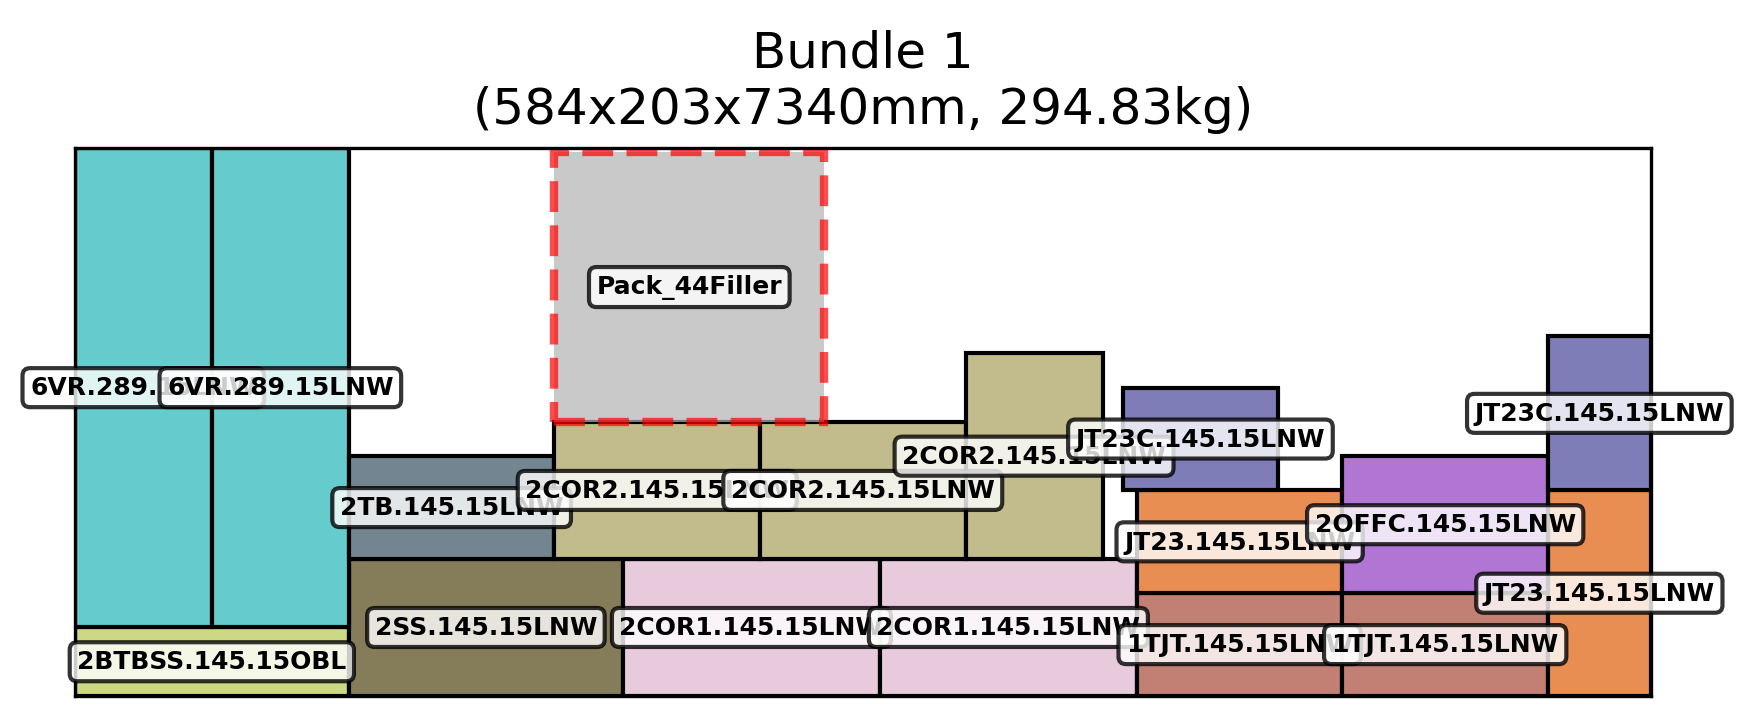 Bundle 1
(584x203x7340mm, 294.83kg)
Pack_44Filler
6VR.289.
6VR.289.15LNW
JT23C.145.15LNW
JT23C.145.15LNW
2COR2.145.15LNW
2COR2.145.15
2COR2.145.15LNW
2TB.145.15LNW
2OFFC.145.15LNW
JT23.145.15LNW
JT23.145.15LNW
2SS.145.15LNW
2COR1.145.15LNW
2COR1.145.15LNW
1TJT.145.15LNW
1TJT.145.15LNW
2BTBSS.145.15OBL